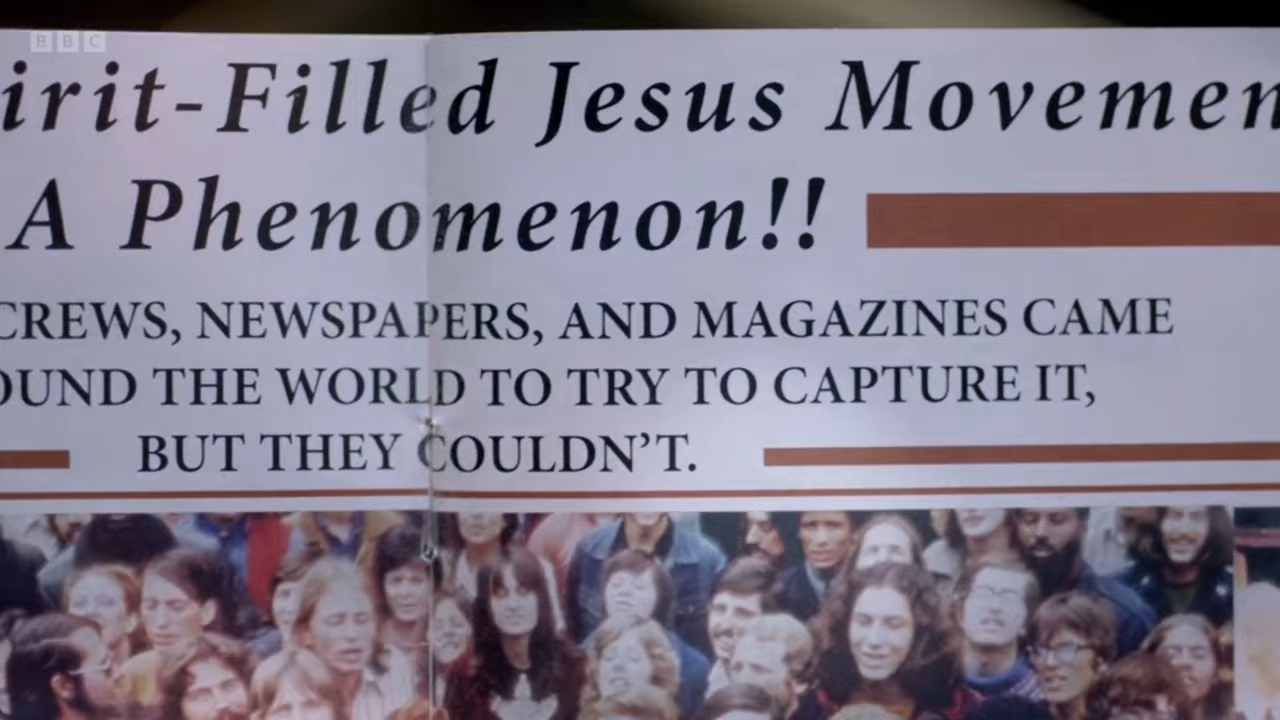 BBC
irit-Filled Jesus Movemen
A Phenomenon!!
CREWS, NEWSPAPERS, AND MAGAZINES CAME
OUND THE WORLD TO TRY TO CAPTURE IT,
BUT THEY COULDN'T.